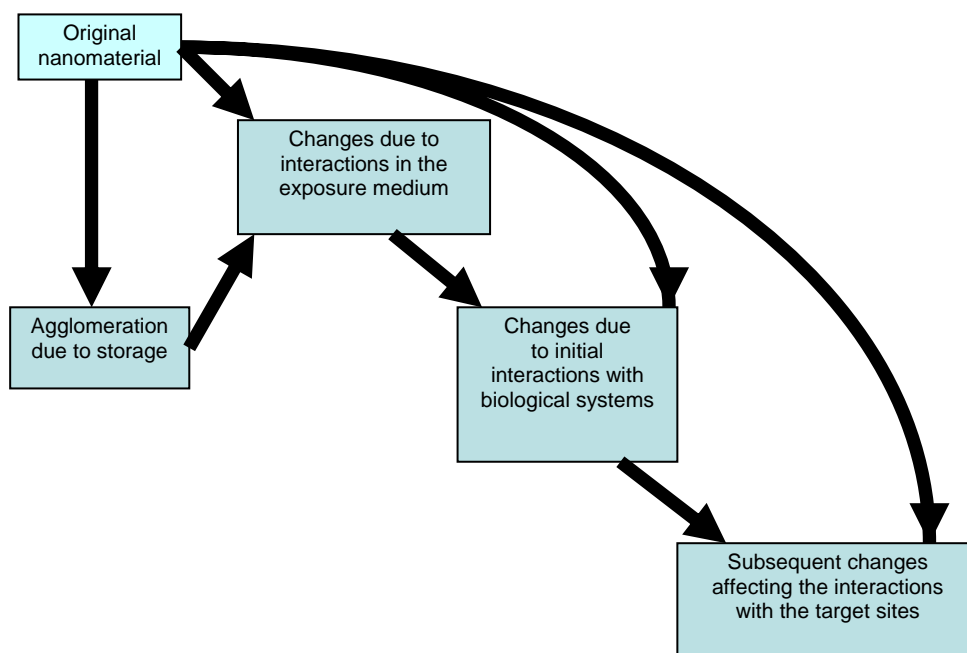 Original
nanomaterial
Changes due to
interactions in the
exposure medium
Agglomeration
due to storage
Changes due
to initial
interactions with
biological systems
Subsequent changes
affecting the interactions
with the target sites